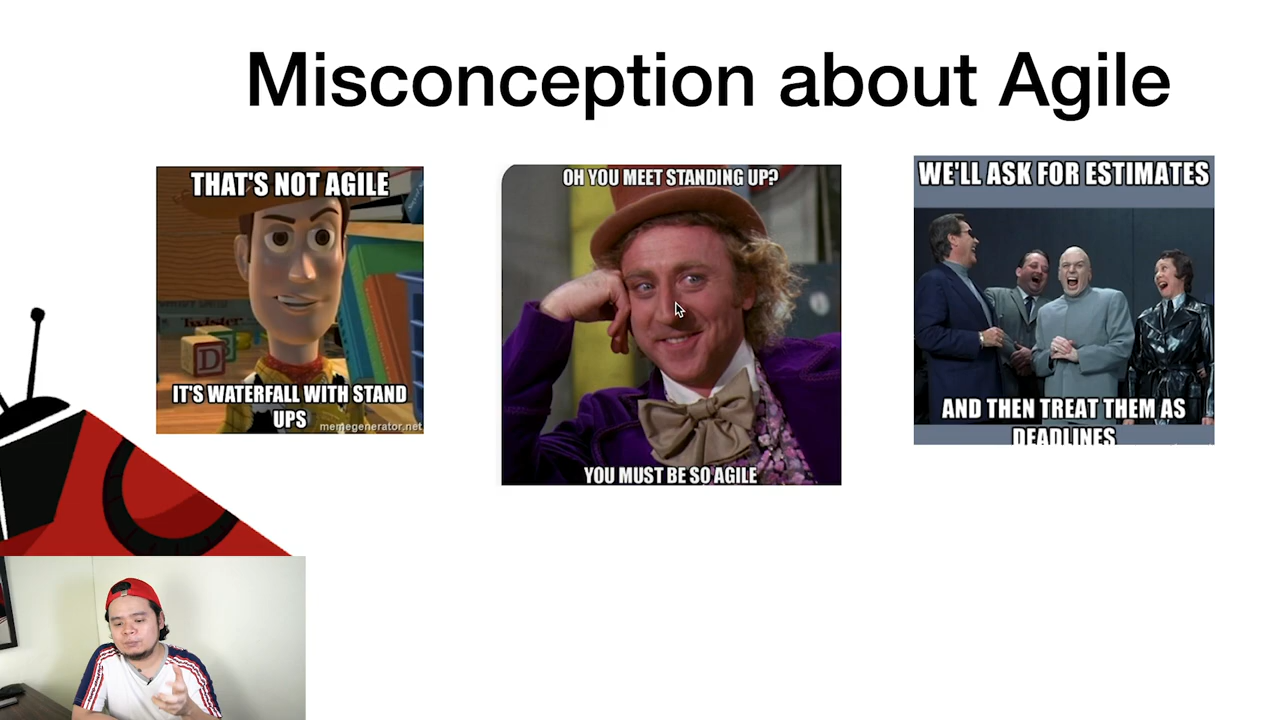 Misconception about Agile
THAT'S NOT AGILE
Twister
D
IT'S WATERFALL WITH STAND
UPS
memegenerator.net
OH YOU MEET STANDING UP?
YOU MUST BE SO AGILE
WE'LL ASK FOR ESTIMATES
AND THEN TREAT THEM AS
DEADLINES